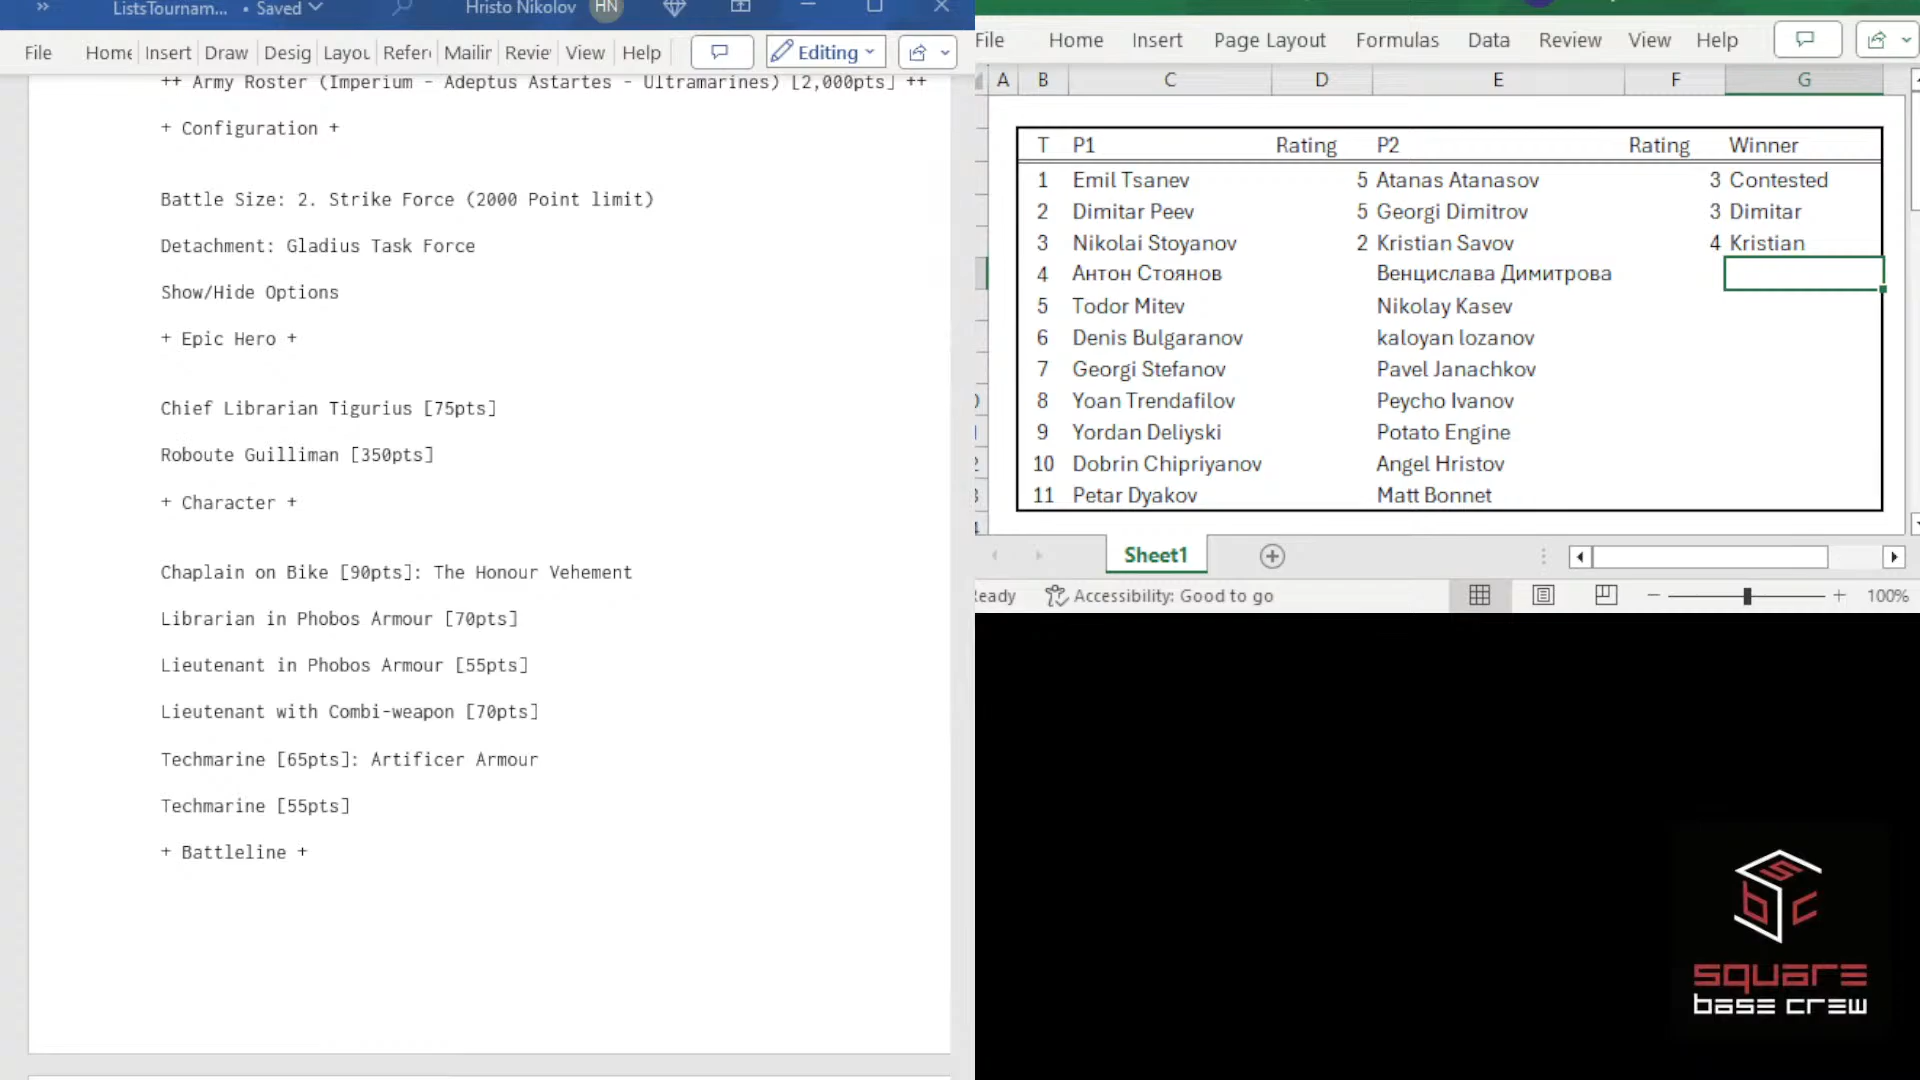 ListsTournam... • Saved
Hristo Nikolov HN
File Home Insert Draw Desig Layou Refer Mailin Revie View Help Editing
++ Army Roster (Imperium - Adeptus Astartes - Ultramarines) [2,000pts] ++
+ Configuration +
Battle Size: 2. Strike Force (2000 Point limit)
Detachment: Gladius Task Force
Show/Hide Options
+ Epic Hero +
Chief Librarian Tigurius [75pts]
Roboute Guilliman [350pts]
+ Character +
Chaplain on Bike [90pts]: The Honour Vehement
Librarian in Phobos Armour [70pts]
Lieutenant in Phobos Armour [55pts]
Lieutenant with Combi-weapon [70pts]
Techmarine [65pts]: Artificer Armour
Techmarine [55pts]
+ Battleline +
File Home Insert Page Layout Formulas Data Review View Help
A B C D E F G
T P1 Rating P2 Rating Winner
1 Emil Tsanev 5 Atanas Atanasov 3 Contested
2 Dimitar Peev 5 Georgi Dimitrov 3 Dimitar
3 Nikolai Stoyanov 2 Kristian Savov 4 Kristian
4 Антон Стоянов Венцислава Димитрова
5 Todor Mitev Nikolay Kasev
6 Denis Bulgaranov kaloyan lozanov
7 Georgi Stefanov Pavel Janachkov
8 Yoan Trendafilov Peycho Ivanov
9 Yordan Deliyski Potato Engine
10 Dobrin Chipriyanov Angel Hristov
11 Petar Dyakov Matt Bonnet
Sheet1
eady Accessibility: Good to go 100%
sbc
square
base crew